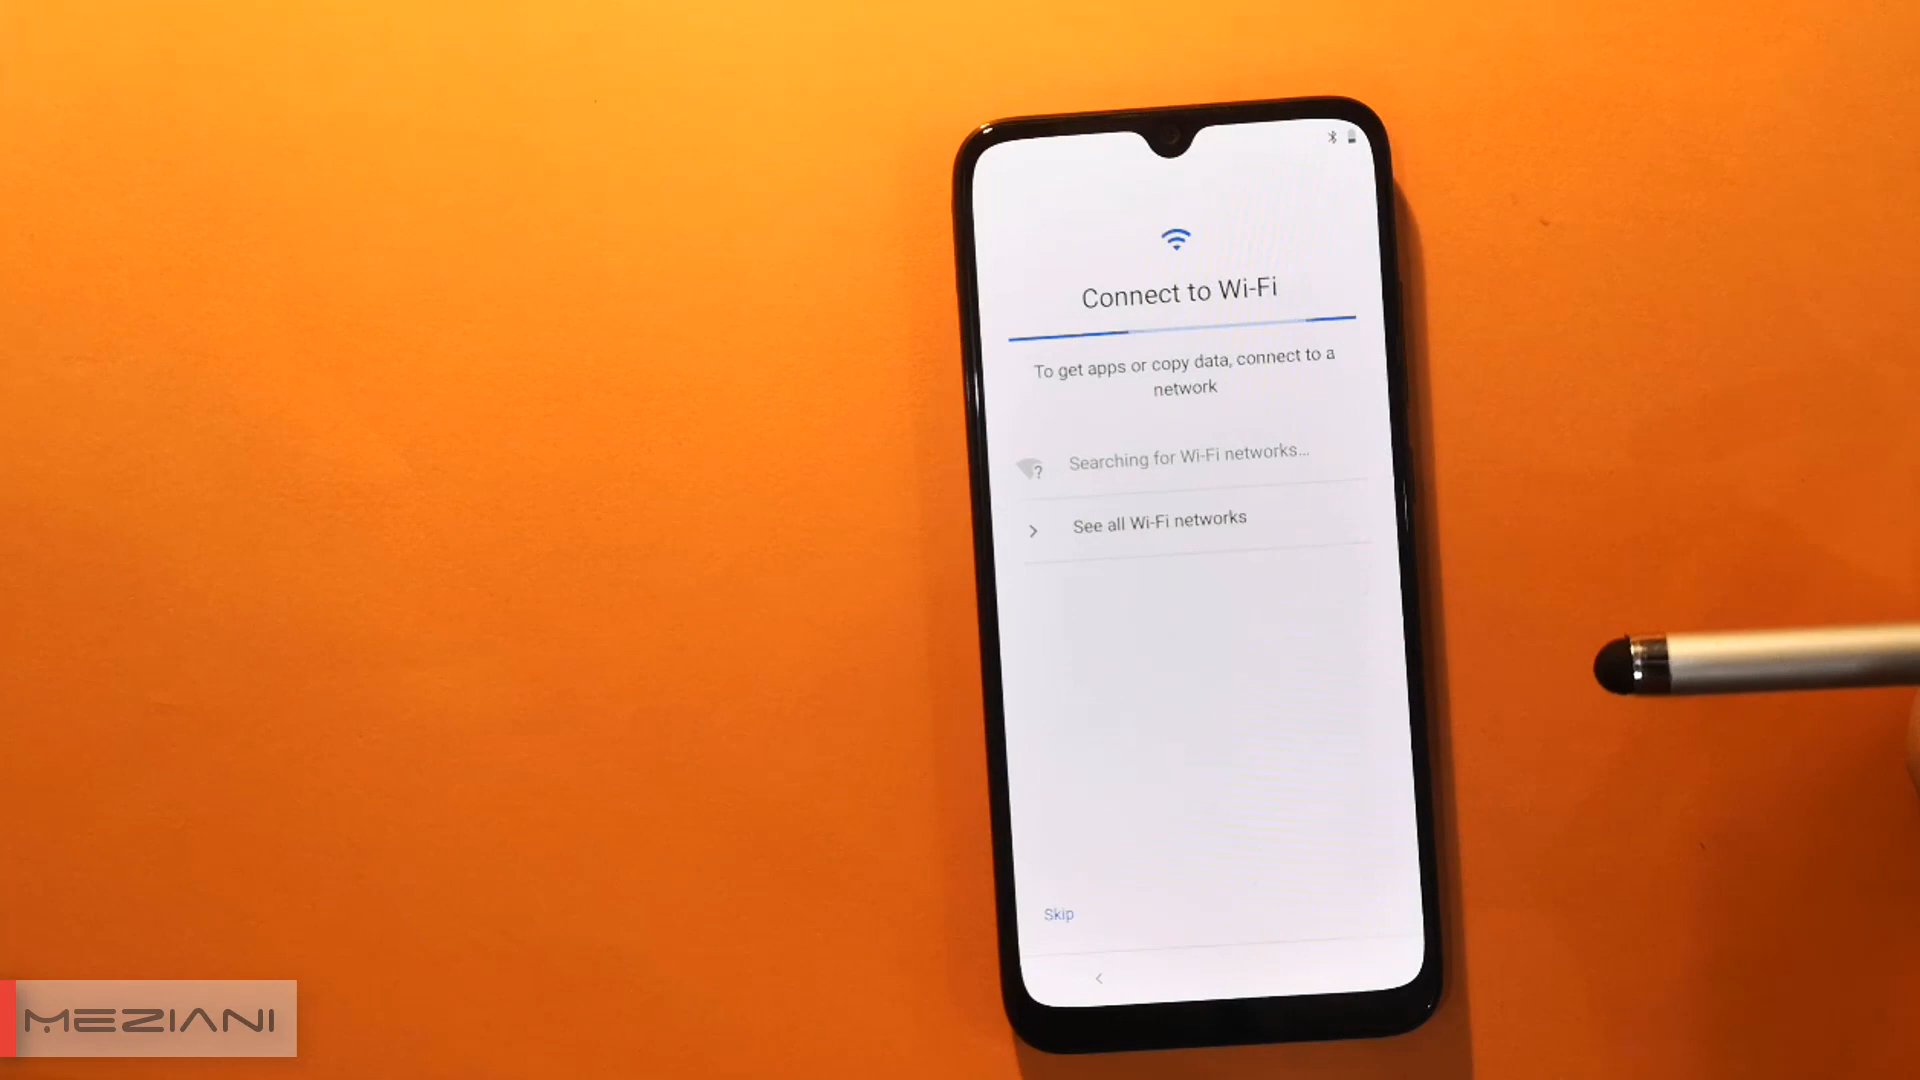 Connect to Wi-Fi
To get apps or copy data, connect to a
network
Searching for Wi-Fi networks...
See all Wi-Fi networks
Skip
MEZIANI